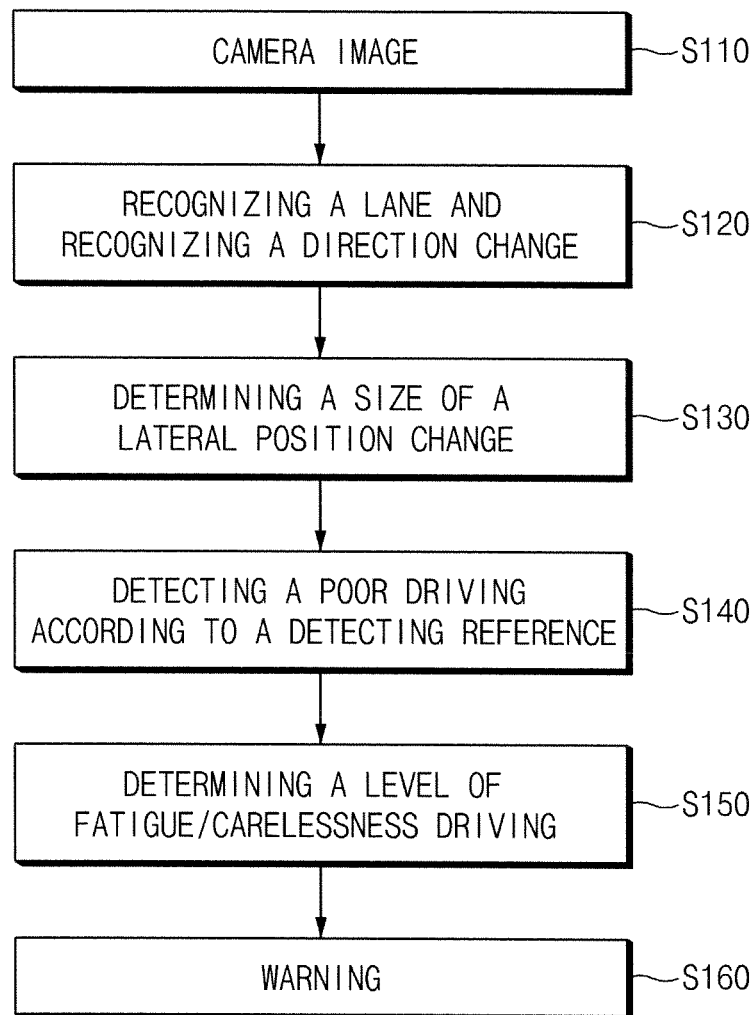 CAMERA IMAGE
S110
RECOGNIZING A LANE AND
RECOGNIZING A DIRECTION CHANGE
S120
DETERMINING A SIZE OF A
LATERAL POSITION CHANGE
S130
DETECTING A POOR DRIVING
ACCORDING TO A DETECTING REFERENCE
S140
DETERMINING A LEVEL OF
FATIGUE/CARELESSNESS DRIVING
S150
WARNING
S160